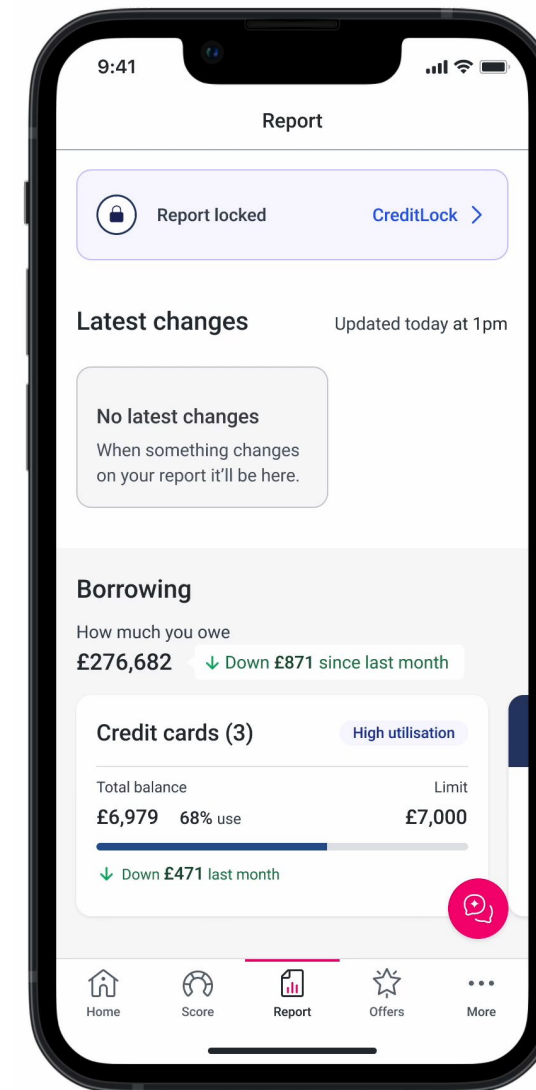 9:41
Report
Report locked CreditLock
Latest changes Updated today at 1pm
No latest changes
When something changes
on your report it'll be here.
Borrowing
How much you owe
£276,682 Down £871 since last month
Credit cards (3) High utilisation
Total balance Limit
£6,979 68% use £7,000
Down £471 last month
Home Score Report Offers More